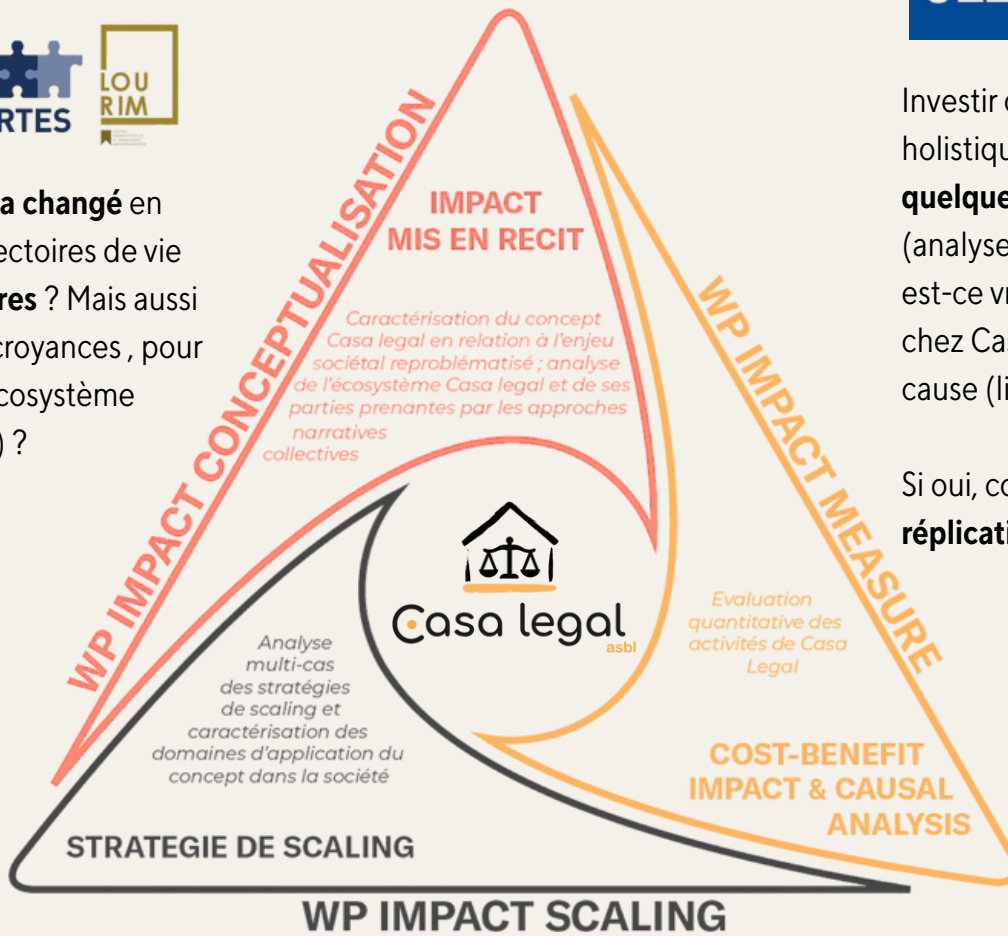 RTES
LOU
RIM
a changé en
ectoires de vie
res ? Mais aussi
croyances , pour
cosystème
) ?
WP IMPACT CONCEPTUALISATION
IMPACT
MIS EN RECIT
Caractérisation du concept
Casa legal en relation à l'enjeu
sociétal reproblématisé ; analyse
de l'écosystème Casa legal et de ses
parties prenantes par les approches
narratives
collectives
Casa legal
asbl
Analyse
multi-cas
des stratégies
de scaling et
caractérisation des
domaines d'application du
concept dans la société
STRATEGIE DE SCALING
WP IMPACT SCALING
WP IMPACT MEASURE
Evaluation
quantitative des
activités de Casa
Legal
COST-BENEFIT
IMPACT & CAUSAL
ANALYSIS
Investir
holistiqu
quelque
(analyse
est-ce vr
chez Cas
cause (li
Si oui, co
réplicati